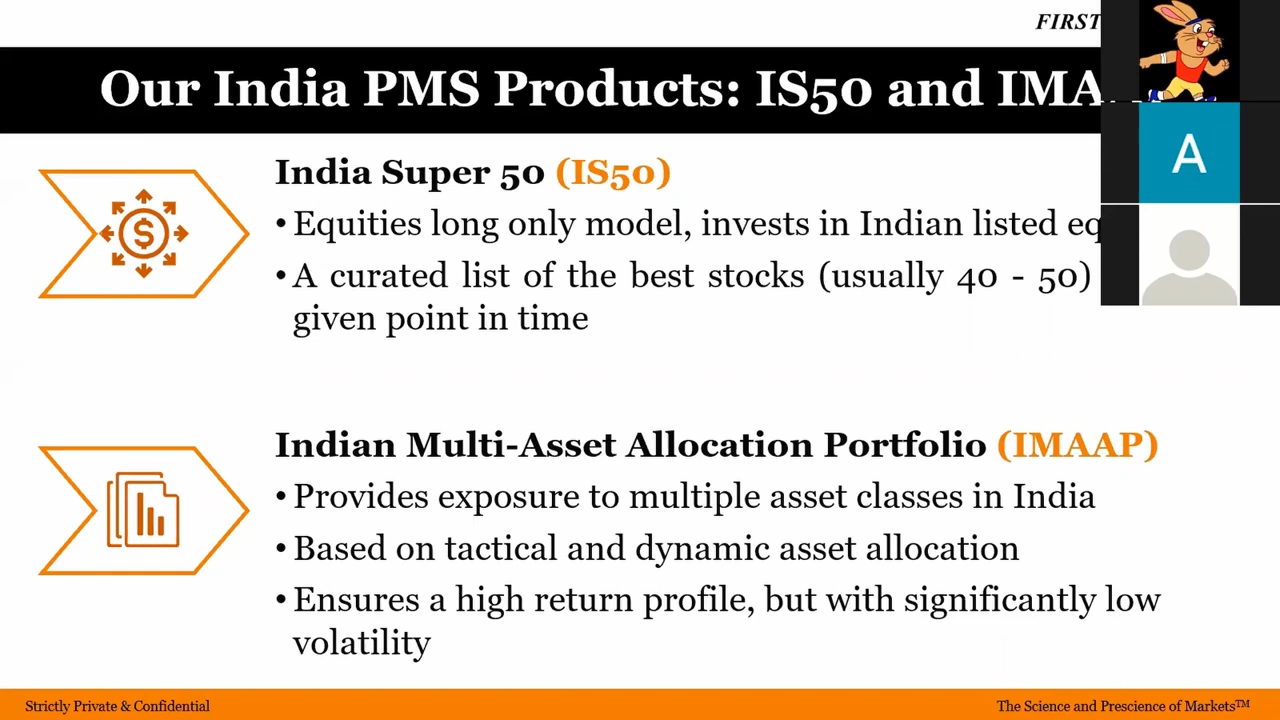 FIRST
Our India PMS Products: IS50 and IMA
A
India Super 50 (IS50)
• Equities long only model, invests in Indian listed
• A curated list of the best stocks (usually 40 - 50)
given point in time
Indian Multi-Asset Allocation Portfolio (IMAAP)
• Provides exposure to multiple asset classes in India
• Based on tactical and dynamic asset allocation
• Ensures a high return profile, but with significantly low
volatility
Strictly Private & Confidential
The Science and Prescience of Markets™